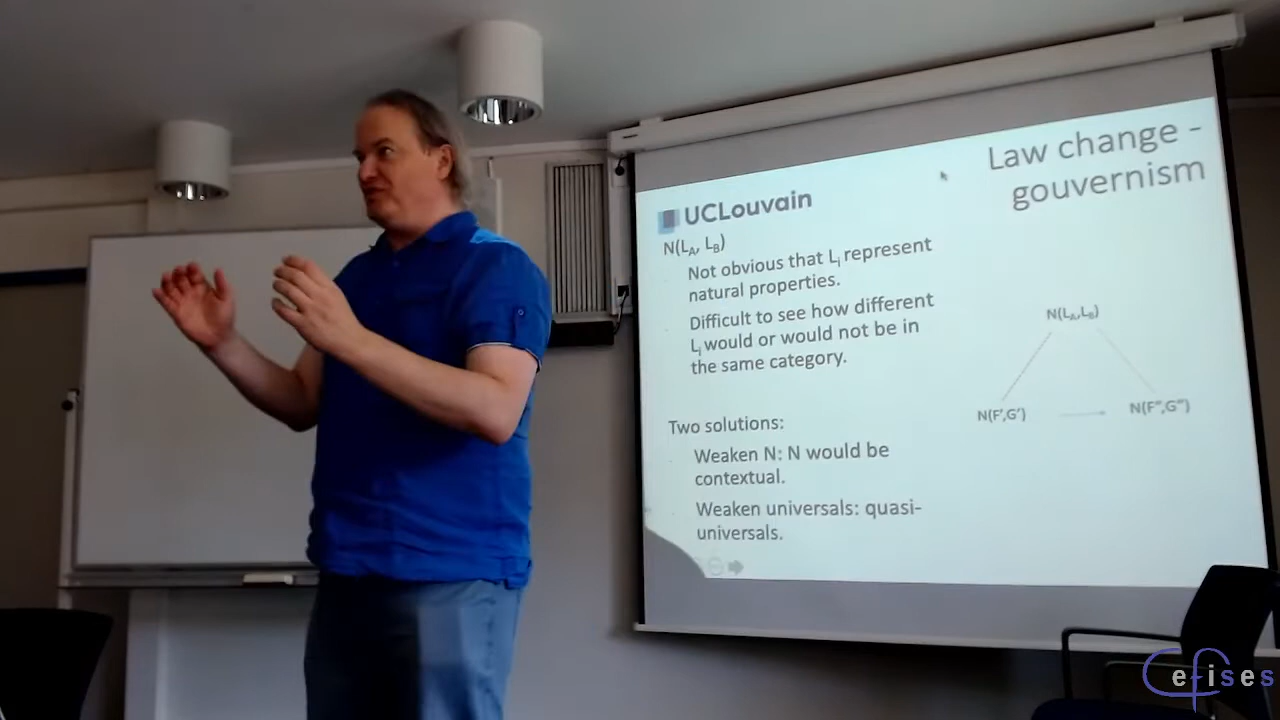 Law change -
gouvernism
UCLouvain
N(L_A, L_B)
Not obvious that L_i represent
natural properties.
Difficult to see how different
L_i would or would not be in
the same category.
Two solutions:
Weaken N: N would be
contextual.
Weaken universals: quasi-
universals.
N(L_A,L_B)
N(F',G')
N(F'',G'')
Cefises